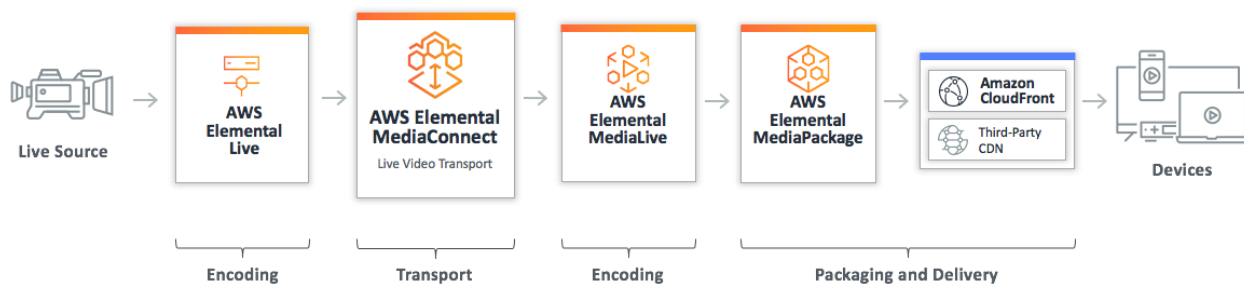 Live Source
AWS
Elemental
Live
AWS Elemental
MediaConnect
Live Video Transport
AWS
Elemental
MediaLive
AWS
Elemental
MediaPackage
Amazon
CloudFront
Third-Party
CDN
Devices
Encoding
Transport
Encoding
Packaging and Delivery